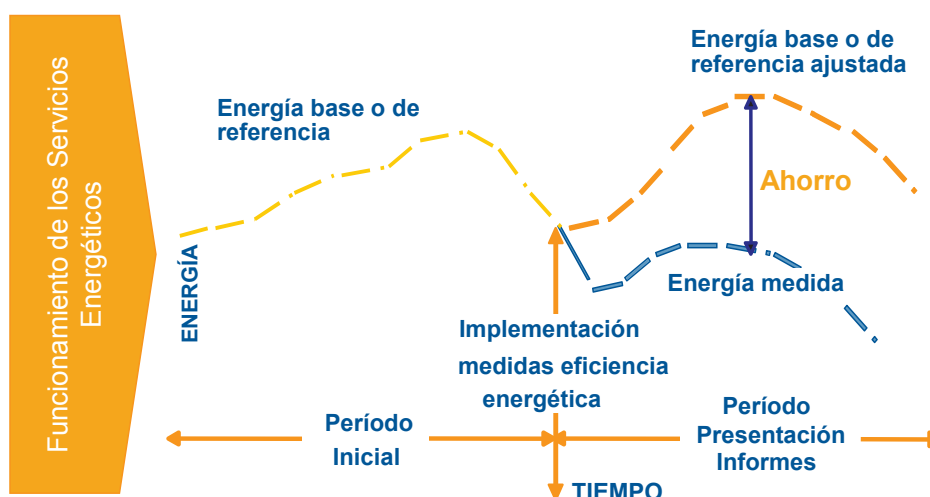 Funcionamiento de los Servicios
Energéticos
Energía base o de
referencia
ENERGÍA
Energía base o de
referencia ajustada
Ahorro
Energía medida
Implementación
medidas eficiencia
energética
Período
Inicial
Período
Presentación
Informes
TIEMPO